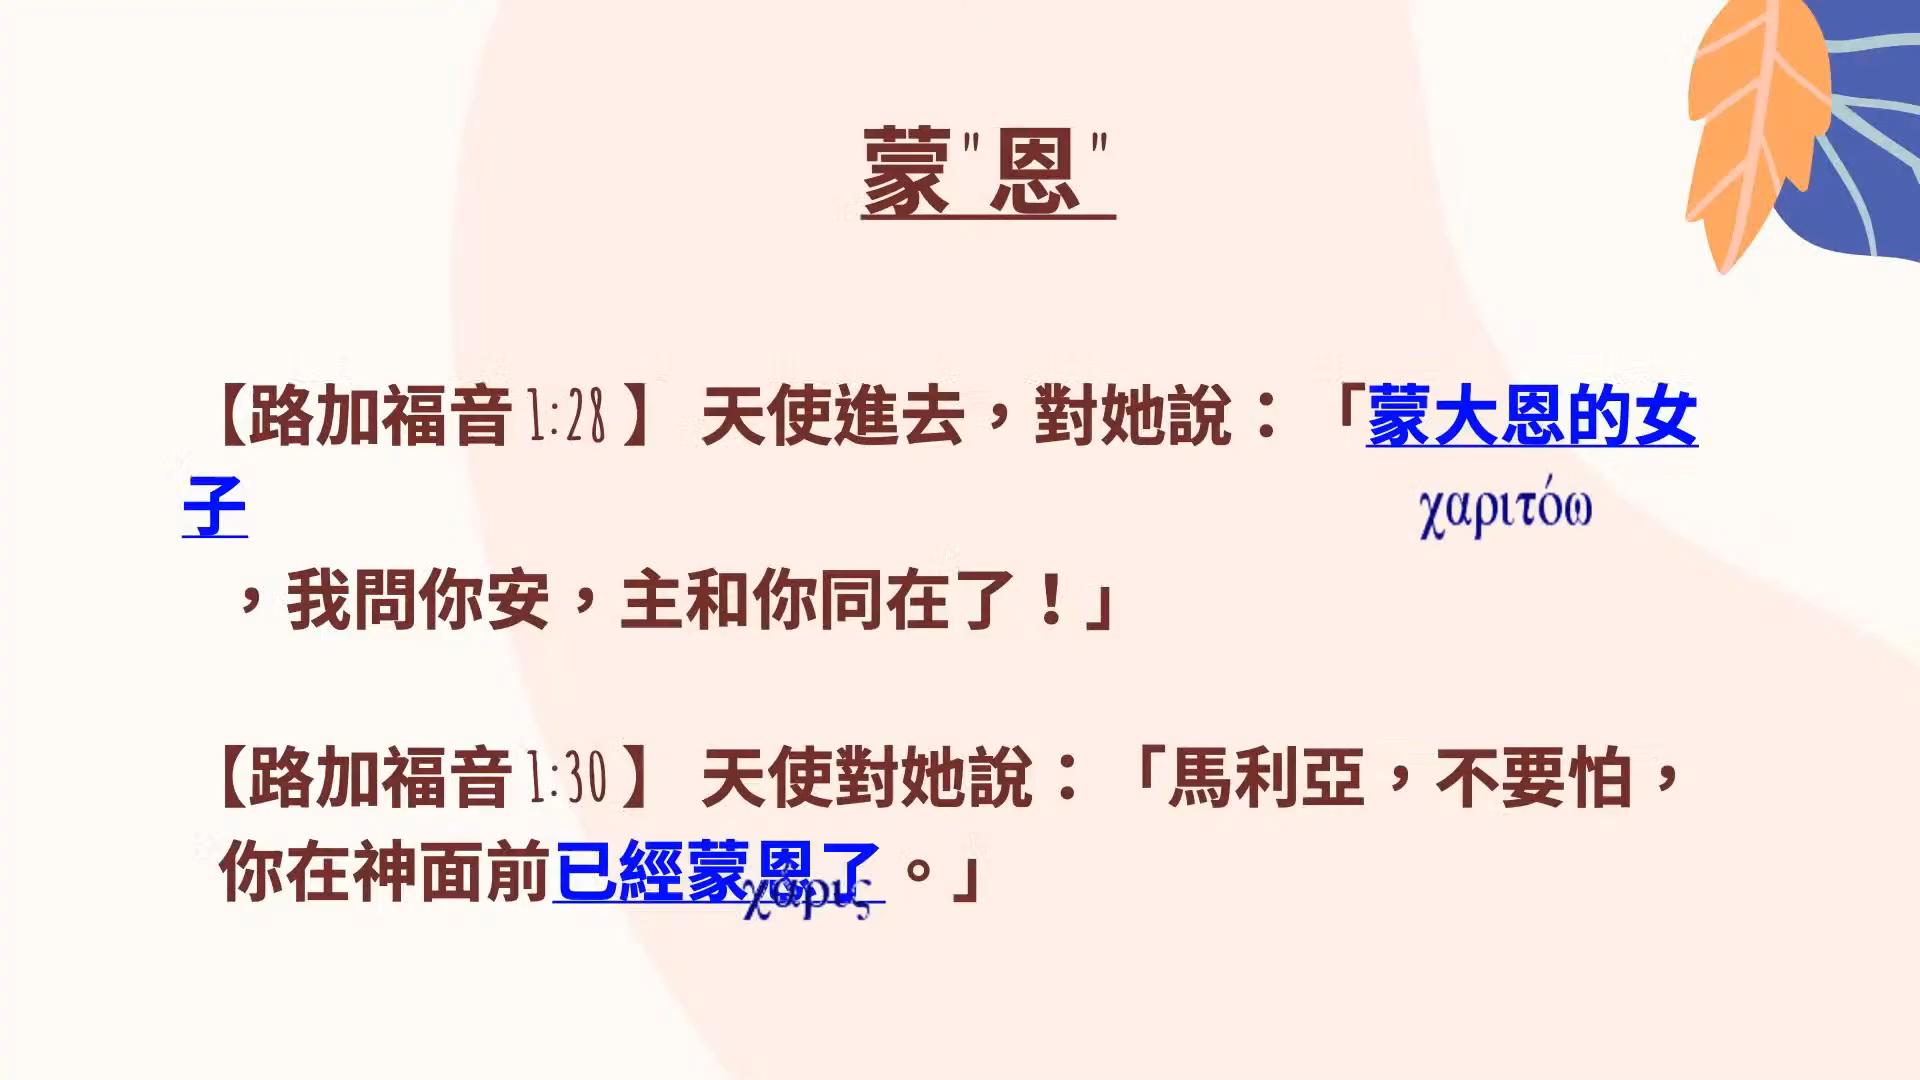 蒙"恩"
【路加福音 1:28 】 天使進去，對她說：「蒙大恩的女
子
χαριτόω
，我問你安，主和你同在了！」
【路加福音 1:30 】 天使對她說：「馬利亞，不要怕，
你在神面前已經蒙恩了。」
χάρις